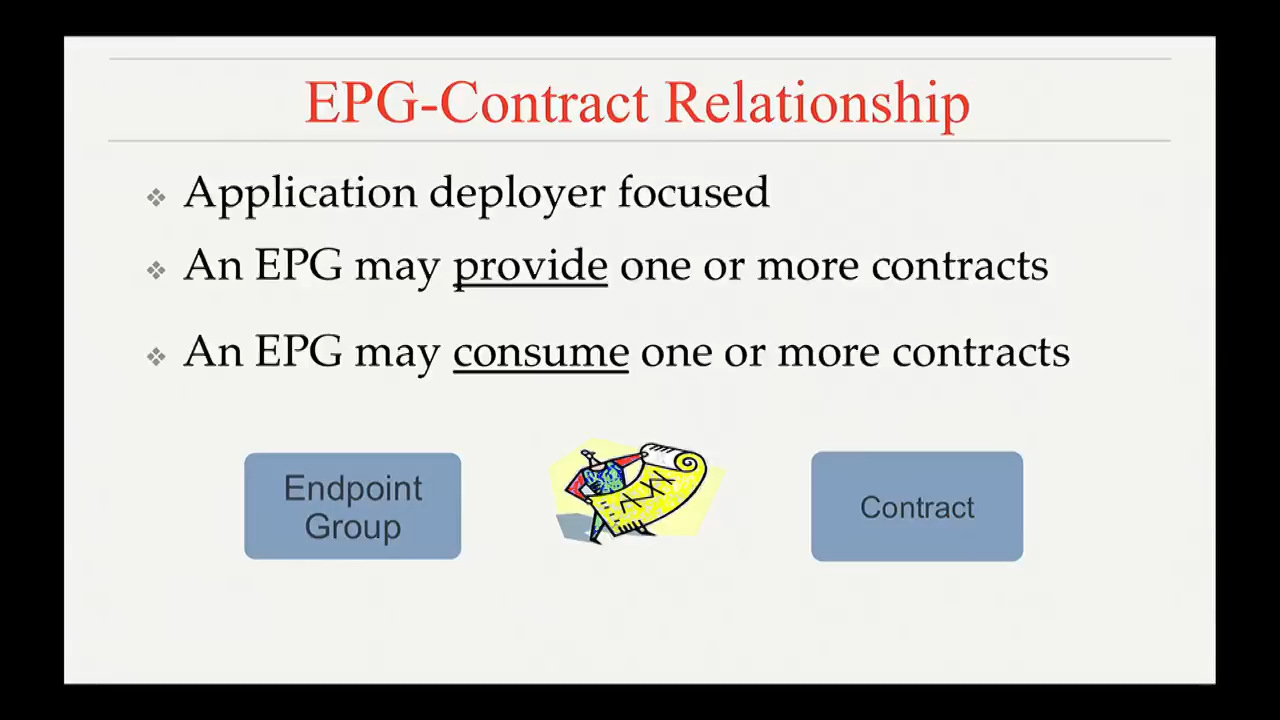 EPG-Contract Relationship
Application deployer focused
An EPG may provide one or more contracts
An EPG may consume one or more contracts
Endpoint
Group
Contract